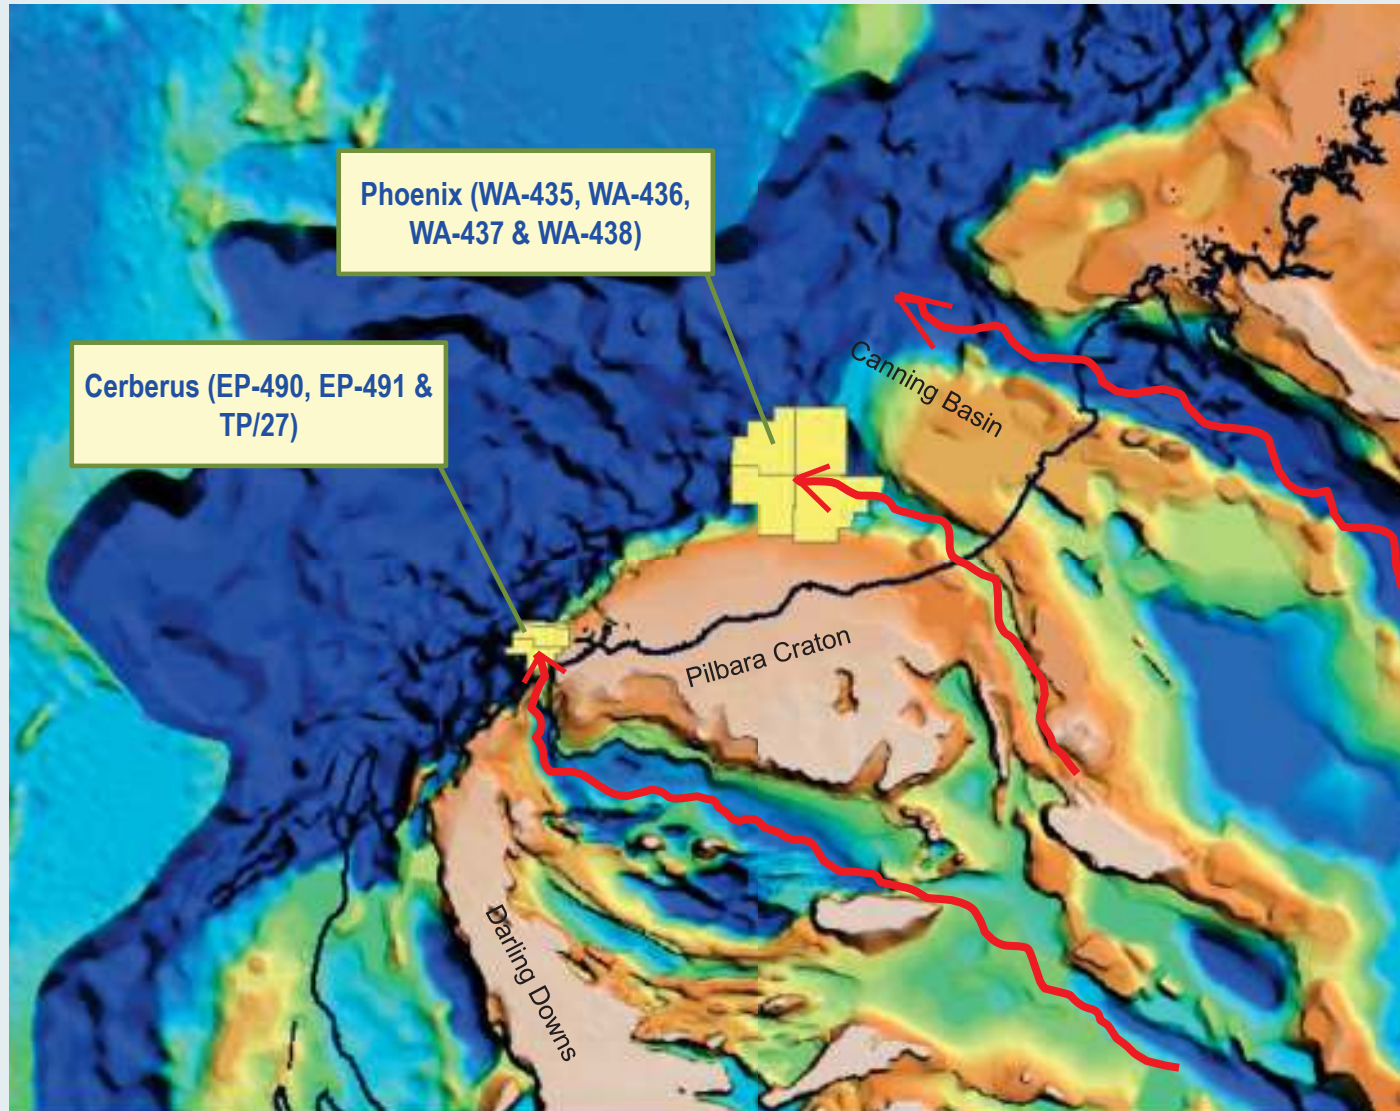 Phoenix (WA-435, WA-436,
WA-437 & WA-438)
Cerberus (EP-490, EP-491 &
TP/27)
Canning Basin
Pilbara Craton
Darling Downs